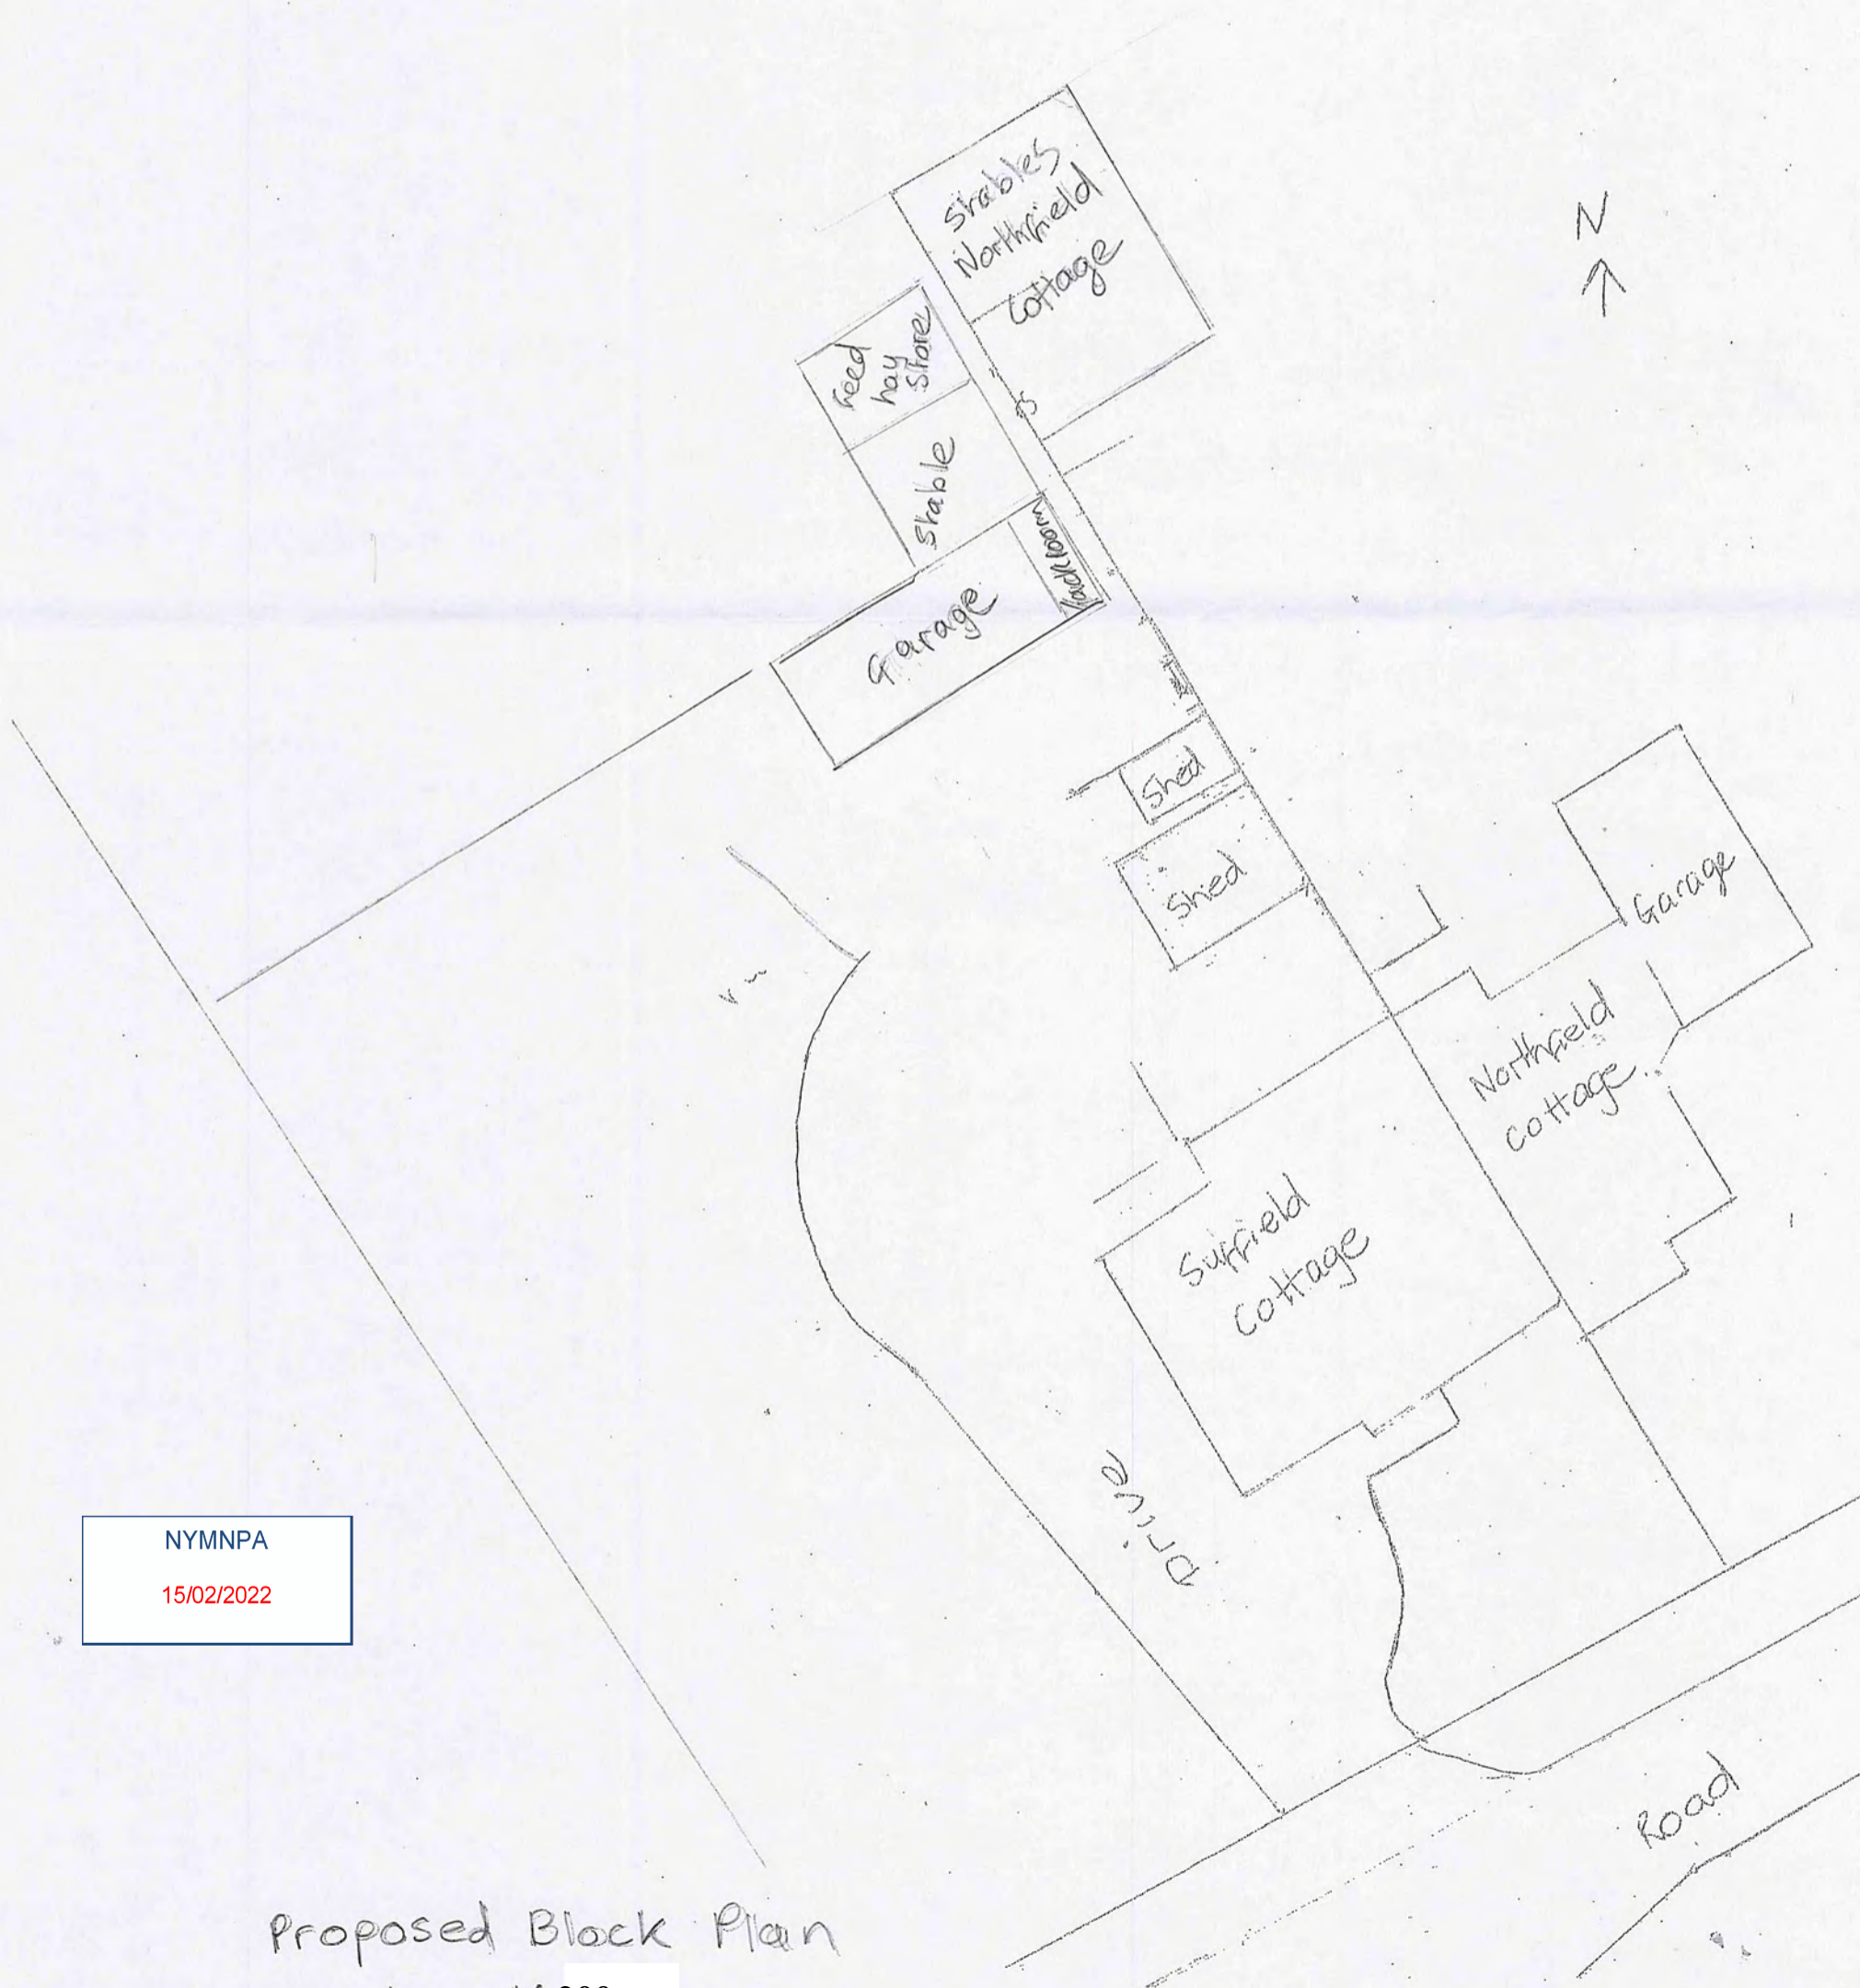 Stables
Northfield
Cottage
N
Feed
hay
Store
Stable
Tackroom
Garage
Shed
Shed
Garage
Northfield
Cottage
Suffield
Cottage
Drive
NYMNPA
15/02/2022
Road
Proposed Block Plan